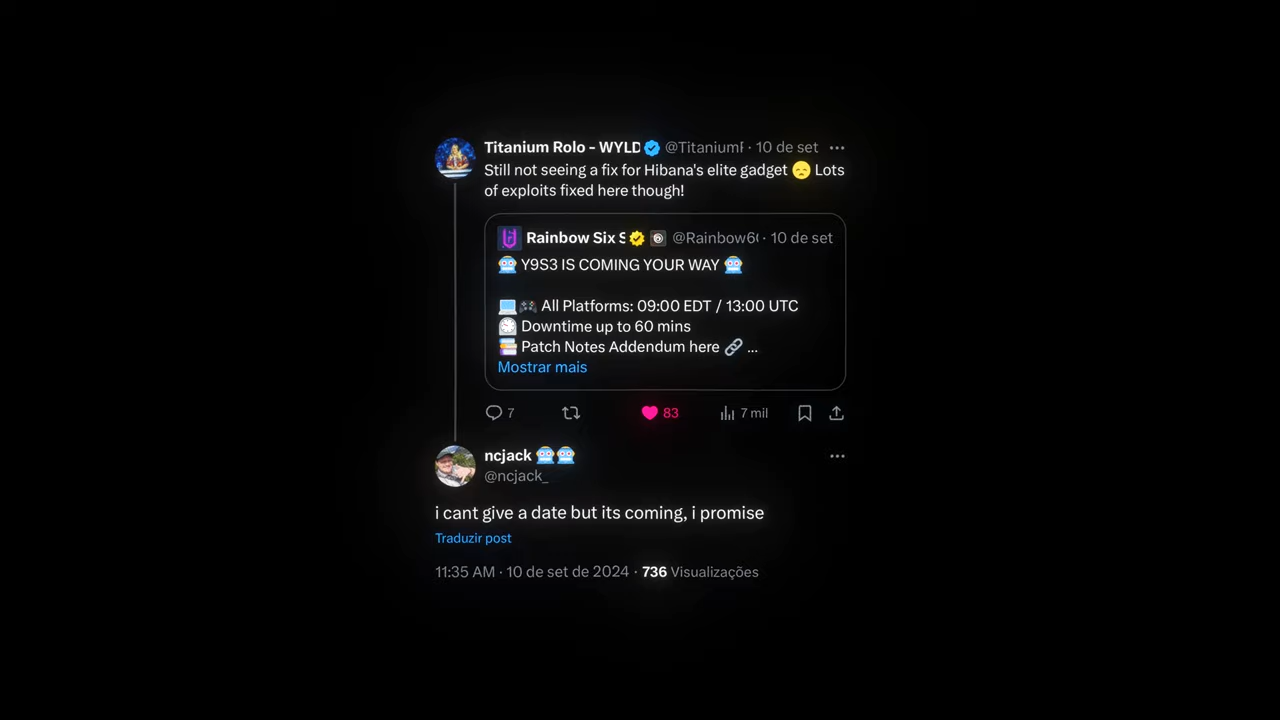 Titanium Rolo - WYLD @TitaniumR · 10 de set
Still not seeing a fix for Hibana's elite gadget 😞 Lots
of exploits fixed here though!
Rainbow Six S @Rainbow6 · 10 de set
🤖 Y9S3 IS COMING YOUR WAY 🤖
💻🎮 All Platforms: 09:00 EDT / 13:00 UTC
🕒 Downtime up to 60 mins
📚 Patch Notes Addendum here 🔗 ...
Mostrar mais
7 83 7 mil
ncjack 🤖🤖
@ncjack_
i cant give a date but its coming, i promise
Traduzir post
11:35 AM · 10 de set de 2024 · 736 Visualizações